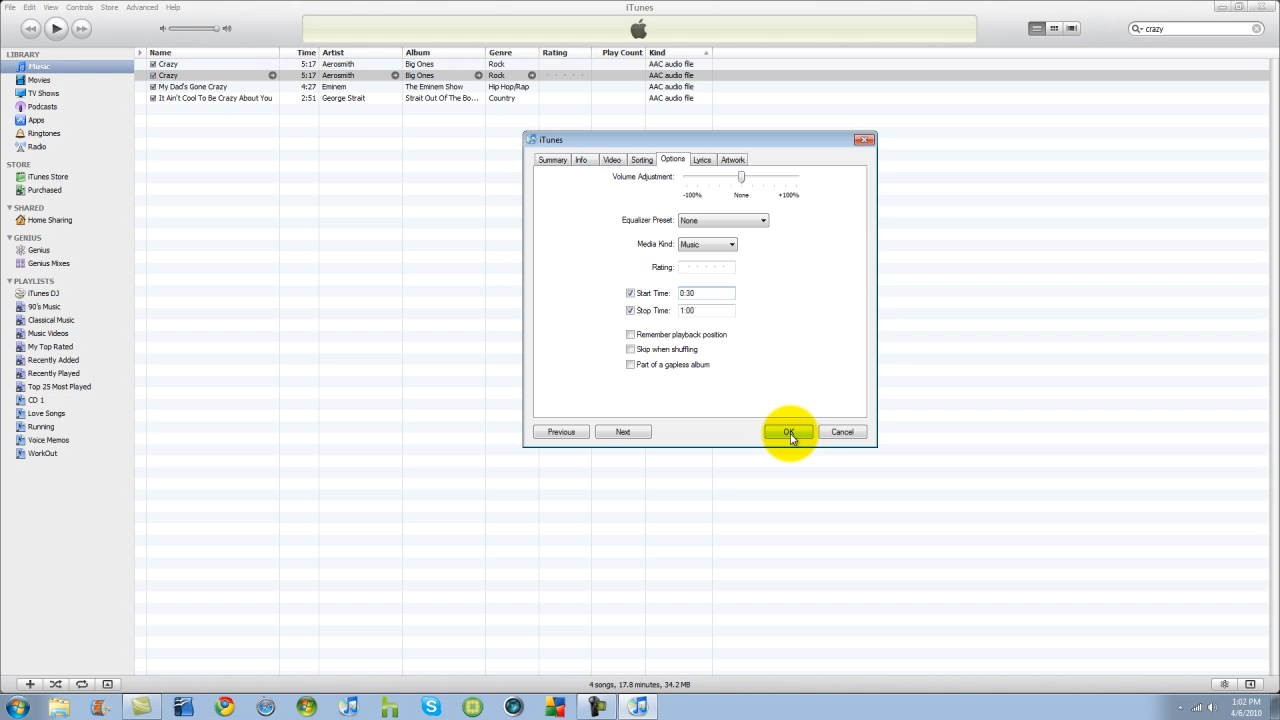 iTunes
File Edit View Controls Store Advanced Help
crazy
LIBRARY
Music
Movies
TV Shows
Podcasts
Apps
Ringtones
Radio
STORE
iTunes Store
Purchased
SHARED
Home Sharing
GENIUS
Genius
Genius Mixes
PLAYLISTS
iTunes DJ
90's Music
Classical Music
Music Videos
My Top Rated
Recently Added
Recently Played
Top 25 Most Played
CD 1
Love Songs
Running
Voice Memos
WorkOut
Name Time Artist Album Genre Rating Play Count Kind
Crazy 5:17 Aerosmith Big Ones Rock AAC audio file
Crazy 5:17 Aerosmith Big Ones Rock AAC audio file
My Dad's Gone Crazy 4:27 Eminem The Eminem Show Hip Hop/Rap AAC audio file
It Ain't Cool To Be Crazy About You 2:51 George Strait Strait Out Of The Bo... Country AAC audio file
iTunes
Summary Info Video Sorting Options Lyrics Artwork
Volume Adjustment:
-100% None +100%
Equalizer Preset: None
Media Kind: Music
Rating:
Start Time: 0:30
Stop Time: 1:00
Remember playback position
Skip when shuffling
Part of a gapless album
Previous Next OK Cancel
4 songs, 17.8 minutes, 34.2 MB
1:02 PM
4/6/2010